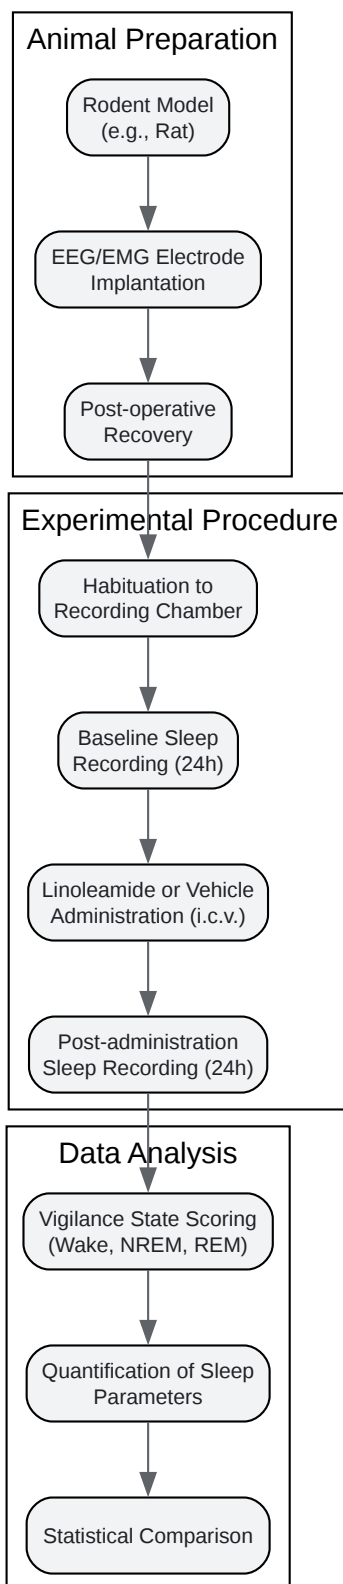 Animal Preparation
Rodent Model
(e.g., Rat)
EEG/EMG Electrode
Implantation
Post-operative
Recovery
Experimental Procedure
Habituation to
Recording Chamber
Baseline Sleep
Recording (24h)
Linoleamide or Vehicle
Administration (i.c.v.)
Post-administration
Sleep Recording (24h)
Data Analysis
Vigilance State Scoring
(Wake, NREM, REM)
Quantification of Sleep
Parameters
Statistical Comparison